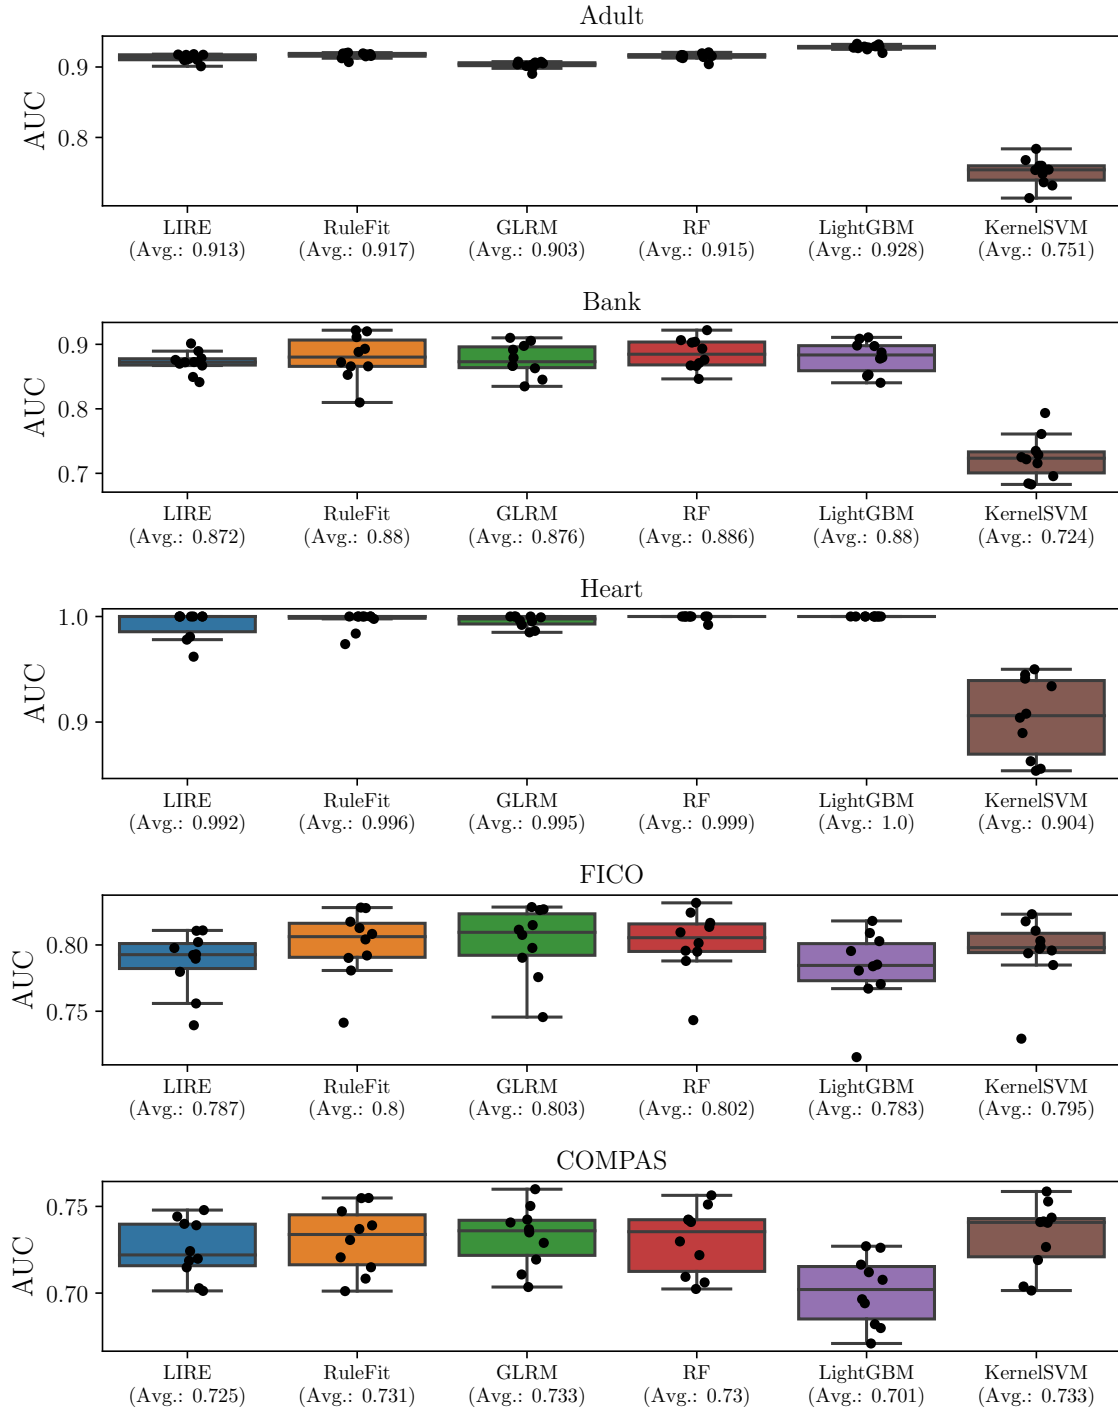 Adult
AUC
0.9
0.8
LIRE RuleFit GLRM RF LightGBM KernelSVM
(Avg.: 0.913) (Avg.: 0.917) (Avg.: 0.903) (Avg.: 0.915) (Avg.: 0.928) (Avg.: 0.751)
Bank
AUC
0.9
0.8
0.7
LIRE RuleFit GLRM RF LightGBM KernelSVM
(Avg.: 0.872) (Avg.: 0.88) (Avg.: 0.876) (Avg.: 0.886) (Avg.: 0.88) (Avg.: 0.724)
Heart
AUC
1.0
0.9
LIRE RuleFit GLRM RF LightGBM KernelSVM
(Avg.: 0.992) (Avg.: 0.996) (Avg.: 0.995) (Avg.: 0.999) (Avg.: 1.0) (Avg.: 0.904)
FICO
AUC
0.80
0.75
LIRE RuleFit GLRM RF LightGBM KernelSVM
(Avg.: 0.787) (Avg.: 0.8) (Avg.: 0.803) (Avg.: 0.802) (Avg.: 0.783) (Avg.: 0.795)
COMPAS
AUC
0.75
0.70
LIRE RuleFit GLRM RF LightGBM KernelSVM
(Avg.: 0.725) (Avg.: 0.731) (Avg.: 0.733) (Avg.: 0.73) (Avg.: 0.701) (Avg.: 0.733)